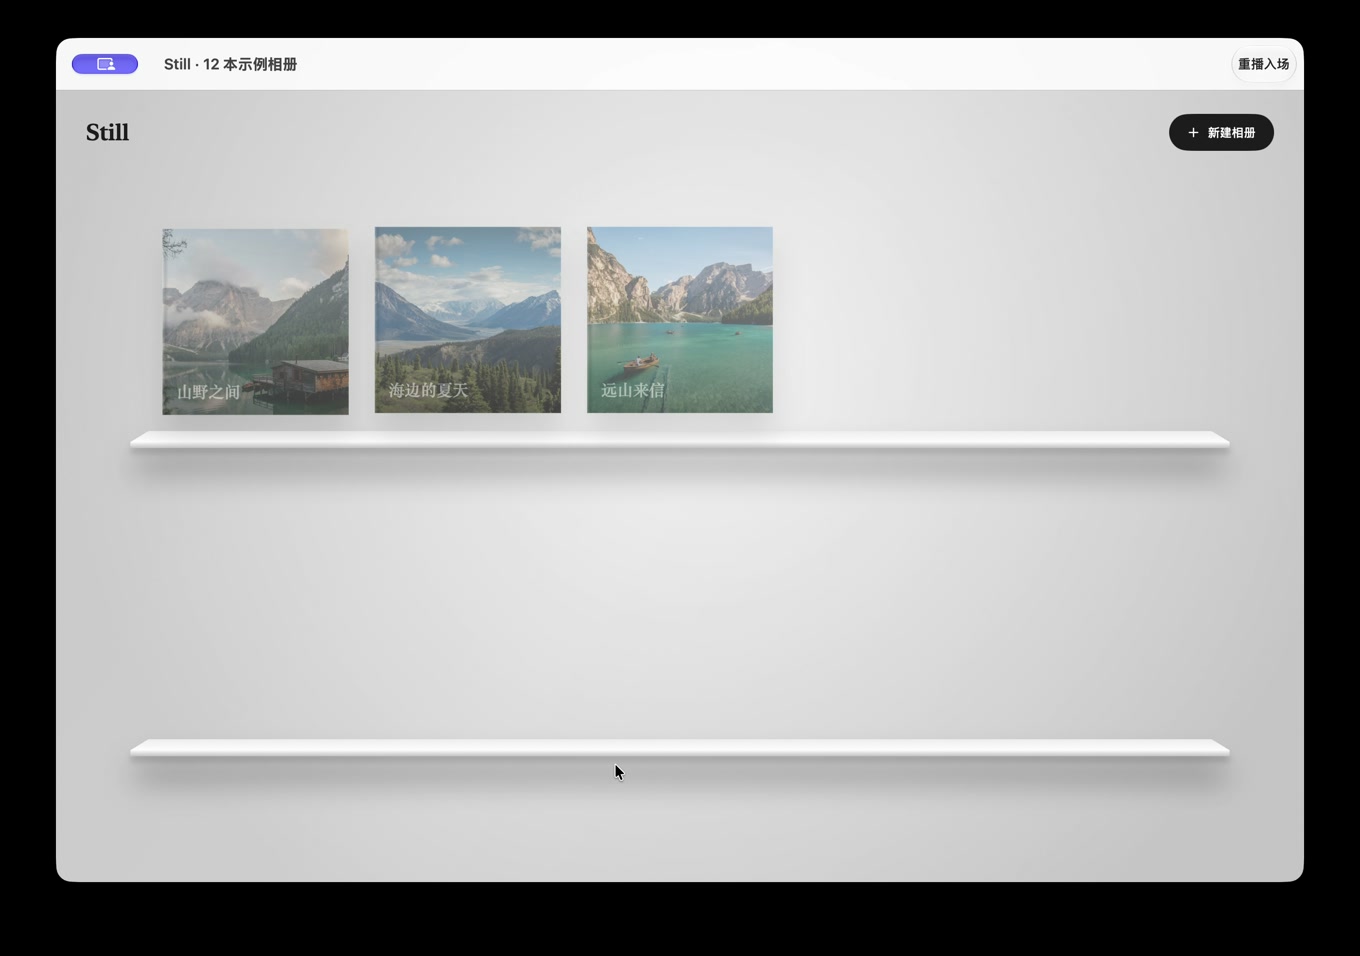 Still · 12 本示例相册
重播入场
Still
+ 新建相册
山野之间
海边的夏天
远山来信